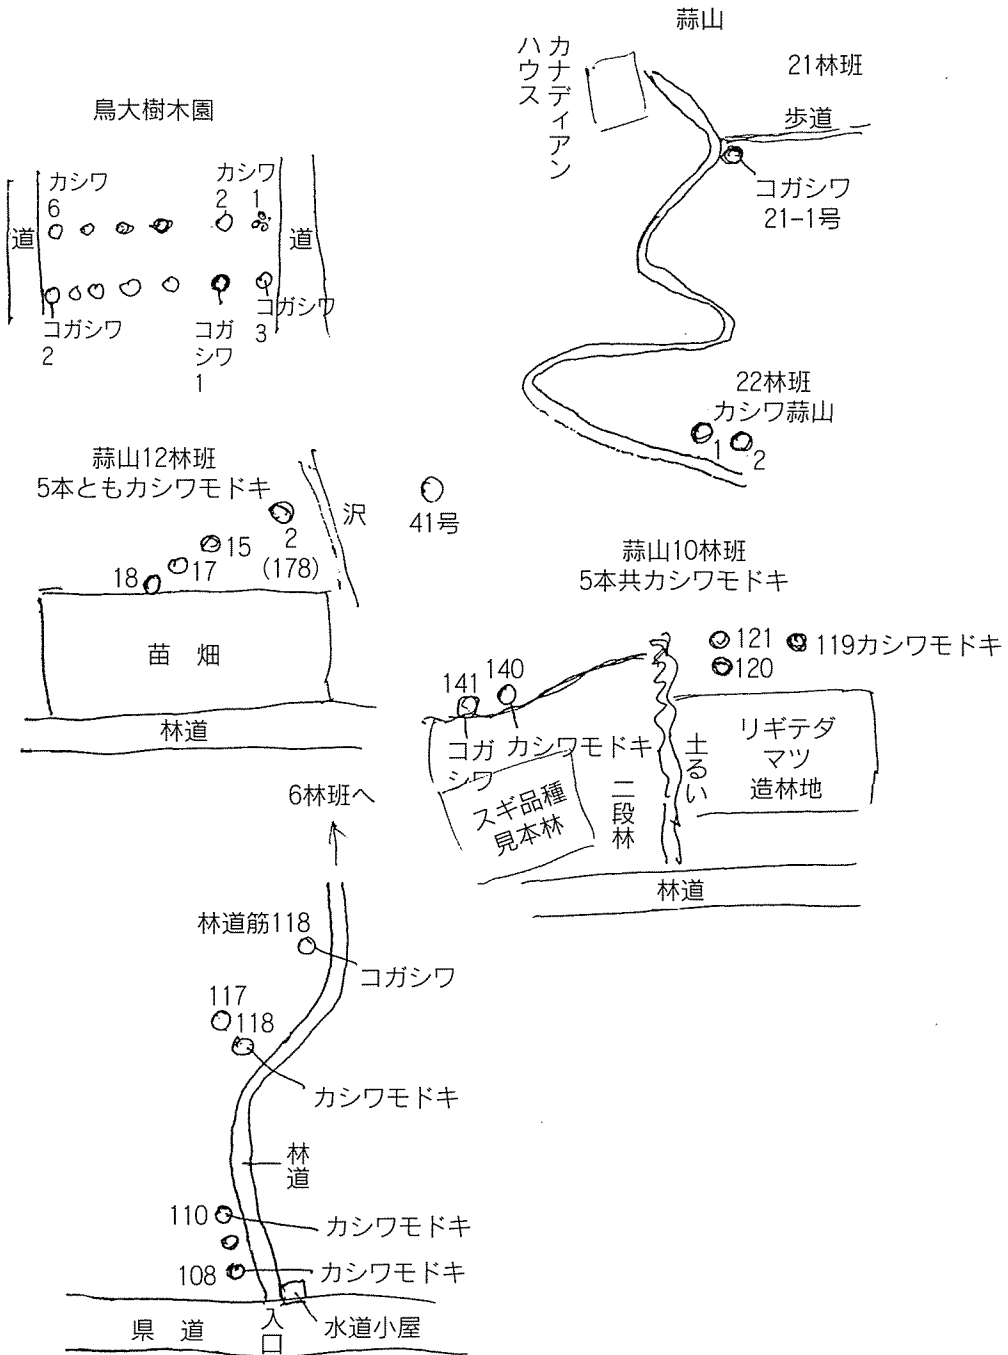 蒜山
カナディアン
ハウス
21林班
歩道
コガシワ
21-1号
22林班
カシワ蒜山
1
2
鳥大樹木園
カシワ
6
カシワ
2
1
道
道
コガシワ
2
コガ
シワ
1
コガシワ
3
蒜山12林班
5本ともカシワモドキ
沢
41号
15
2
(178)
17
18
苗 畑
林道
蒜山10林班
5本共カシワモドキ
121
119カシワモドキ
120
141
140
コガ
シワ
カシワモドキ
スギ品種
見本林
二段林
土るい
リギテダ
マツ
造林地
林道
6林班へ
林道筋118
コガシワ
117
118
カシワモドキ
林道
110
カシワモドキ
108
カシワモドキ
県 道
入口
水道小屋